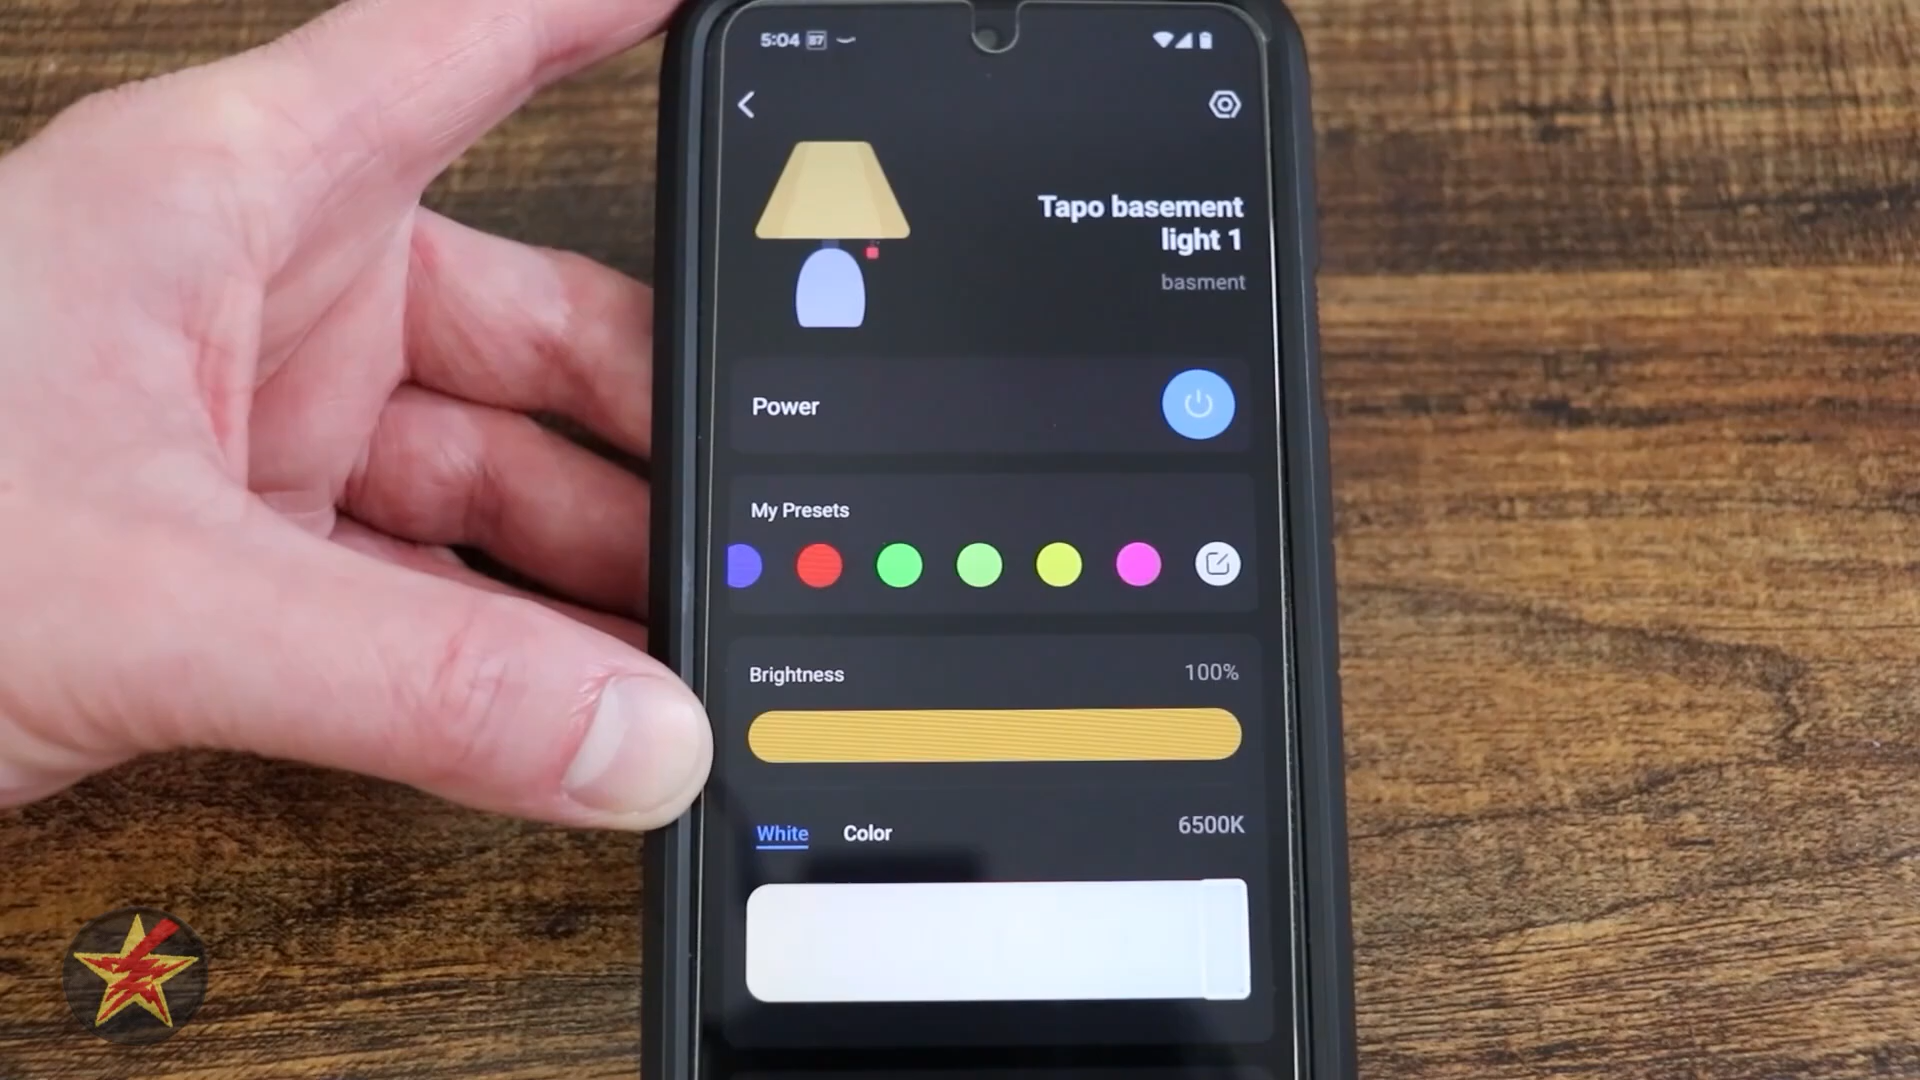 5:04
Tapo basement
light 1
basment
Power
My Presets
Brightness
100%
White Color
6500K